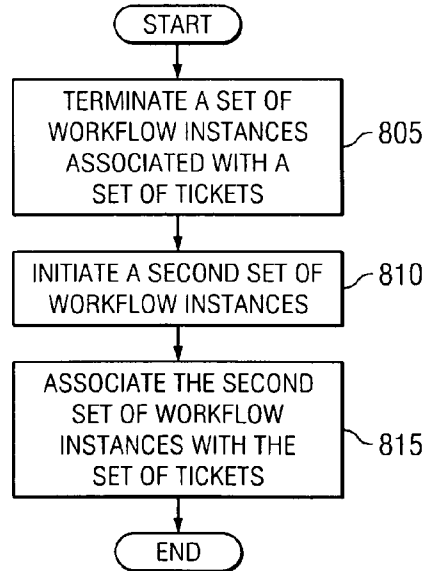 START
TERMINATE A SET OF
WORKFLOW INSTANCES
ASSOCIATED WITH A
SET OF TICKETS
805
INITIATE A SECOND SET OF
WORKFLOW INSTANCES
810
ASSOCIATE THE SECOND
SET OF WORKFLOW
INSTANCES WITH THE
SET OF TICKETS
815
END